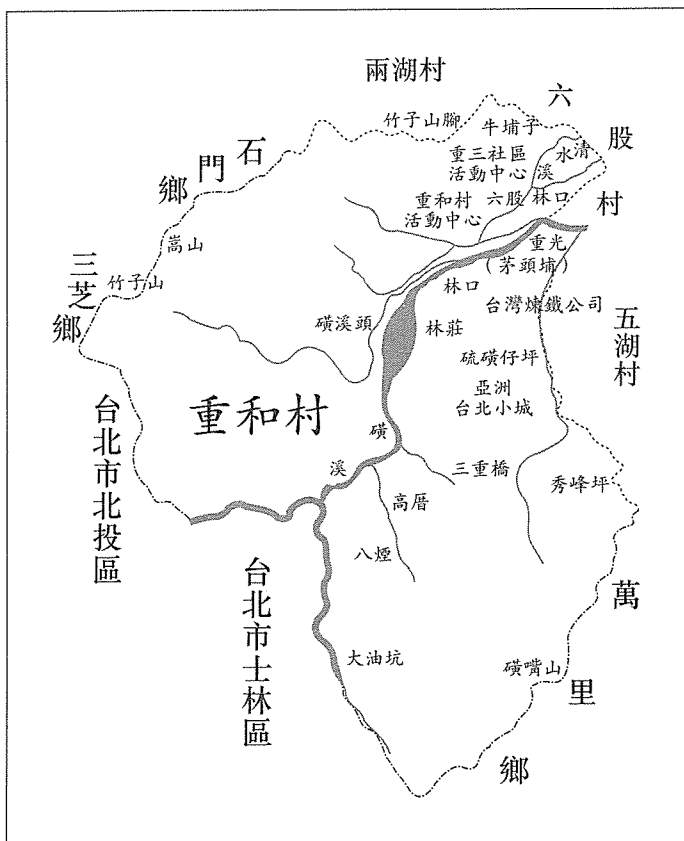 兩湖村
六股村
竹子山腳
牛埔子
石門鄉
重三社區
活動中心
清水溪
重和村
活動中心
六股林口
嵩山
重光
(茅頭埔)
三芝鄉
竹子山
林口
台灣煉鐵公司
五湖村
磺溪頭
林莊
硫磺仔坪
亞洲
台北小城
重和村
磺溪
台北市北投區
三重橋
秀峰坪
高厝
八煙
台北市士林區
萬里鄉
大油坑
磺嘴山